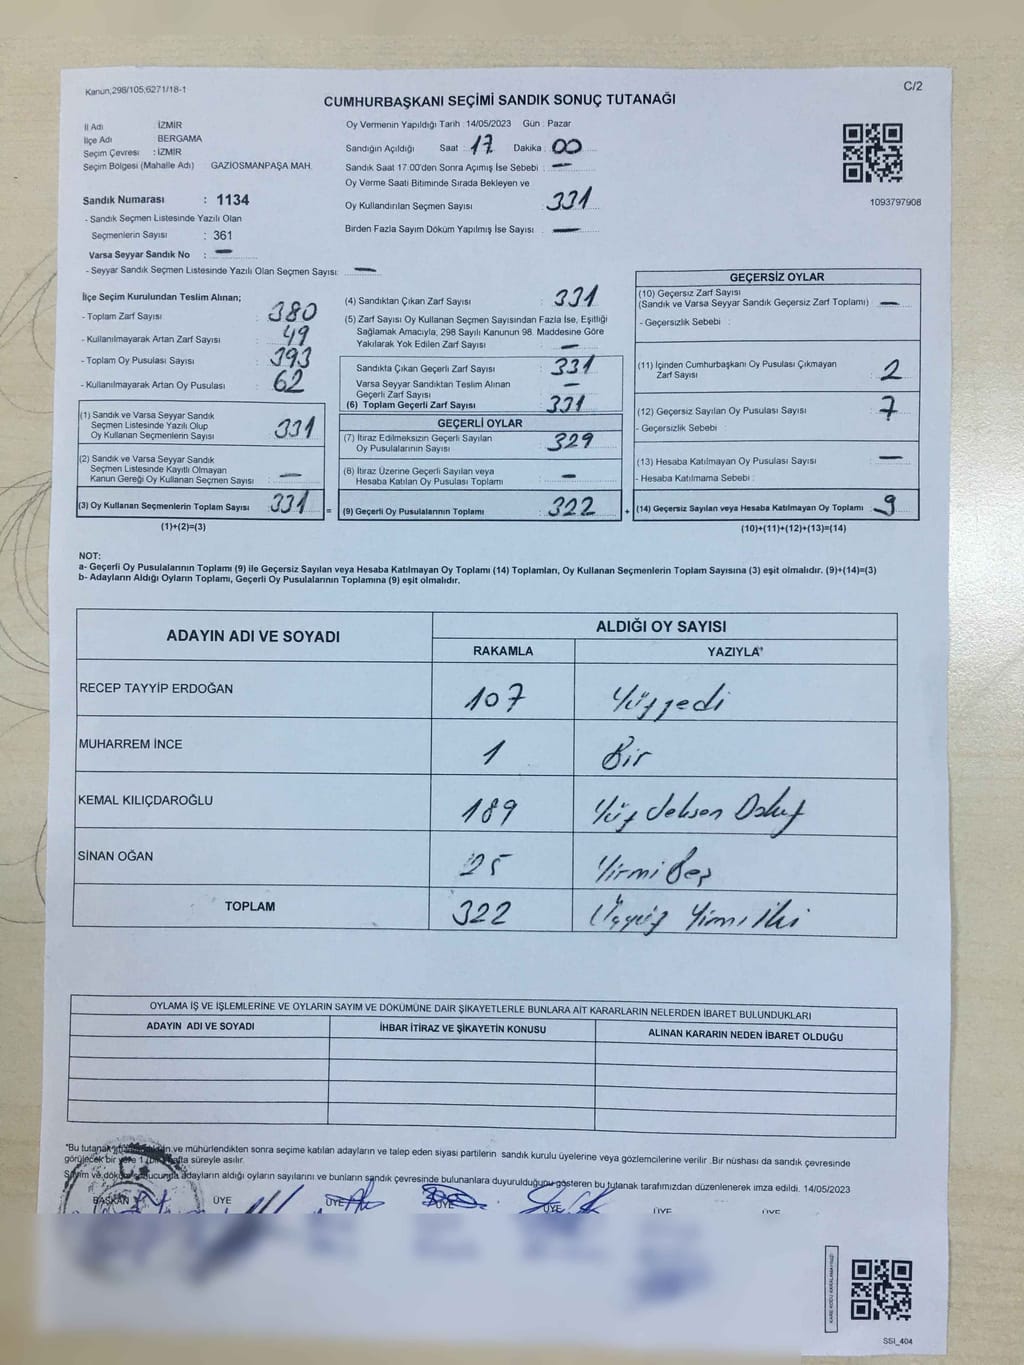 Kanun,298/105,6271/18-1
C/2
CUMHURBAŞKANI SEÇİMİ SANDIK SONUÇ TUTANAĞI
İl Adı İZMİR
İlçe Adı BERGAMA
Seçim Çevresi : İZMİR
Seçim Bölgesi (Mahalle Adı) GAZİOSMANPAŞA MAH.
Oy Vermenin Yapıldığı Tarih : 14/05/2023 Gün : Pazar
Sandığın Açıldığı Saat : 17 Dakika : 00
Sandık Saat 17:00'den Sonra Açımış İse Sebebi : —
Oy Verme Saati Bitiminde Sırada Bekleyen ve
Oy Kullandırılan Seçmen Sayısı : 331
Birden Fazla Sayım Döküm Yapılmış İse Sayısı : —
1093797908
Sandık Numarası : 1134
- Sandık Seçmen Listesinde Yazılı Olan
Seçmenlerin Sayısı : 361
Varsa Seyyar Sandık No : —
- Seyyar Sandık Seçmen Listesinde Yazılı Olan Seçmen Sayısı: —
İlçe Seçim Kurulundan Teslim Alınan;
- Toplam Zarf Sayısı : 380
- Kullanılmayarak Artan Zarf Sayısı : 49
- Toplam Oy Pusulası Sayısı : 393
- Kullanılmayarak Artan Oy Pusulası : 62
(1) Sandık ve Varsa Seyyar Sandık
Seçmen Listesinde Yazılı Olup
Oy Kullanan Seçmenlerin Sayısı : 331
(2) Sandık ve Varsa Seyyar Sandık
Seçmen Listesinde Kayıtlı Olmayan
Kanun Gereği Oy Kullanan Seçmen Sayısı : —
(3) Oy Kullanan Seçmenlerin Toplam Sayısı : 331 =
(1)+(2)=(3)
(4) Sandıktan Çıkan Zarf Sayısı : 331
(5) Zarf Sayısı Oy Kullanan Seçmen Sayısından Fazla İse, Eşitliği
Sağlamak Amacıyla, 298 Sayılı Kanunun 98. Maddesine Göre
Yakılarak Yok Edilen Zarf Sayısı : —
Sandıkta Çıkan Geçerli Zarf Sayısı : 331
Varsa Seyyar Sandıktan Teslim Alınan
Geçerli Zarf Sayısı : —
(6) Toplam Geçerli Zarf Sayısı : 331
GEÇERLİ OYLAR
(7) İtiraz Edilmeksizin Geçerli Sayılan
Oy Pusulalarının Sayısı : 329
(8) İtiraz Üzerine Geçerli Sayılan veya
Hesaba Katılan Oy Pusulaları Toplamı : —
(9) Geçerli Oy Pusulalarının Toplamı : 322 +
GEÇERSİZ OYLAR
(10) Geçersiz Zarf Sayısı
(Sandık ve Varsa Seyyar Sandık Geçersiz Zarf Toplamı) : —
- Geçersizlik Sebebi :
(11) İçinden Cumhurbaşkanı Oy Pusulası Çıkmayan
Zarf Sayısı : 2
(12) Geçersiz Sayılan Oy Pusulası Sayısı : 7
- Geçersizlik Sebebi :
(13) Hesaba Katılmayan Oy Pusulası Sayısı : —
- Hesaba Katılmama Sebebi :
(14) Geçersiz Sayılan veya Hesaba Katılmayan Oy Toplamı : 9
(10)+(11)+(12)+(13)=(14)
NOT:
a- Geçerli Oy Pusulalarının Toplamı (9) ile Geçersiz Sayılan veya Hesaba Katılmayan Oy Toplamı (14) Toplamları, Oy Kullanan Seçmenlerin Toplam Sayısına (3) eşit olmalıdır. (9)+(14)=(3)
b- Adayların Aldığı Oyların Toplamı, Geçerli Oy Pusulalarının Toplamına (9) eşit olmalıdır.
ADAYIN ADI VE SOYADI ALDIĞI OY SAYISI
RAKAMLA YAZIYLA*
RECEP TAYYİP ERDOĞAN 107 Yüzyedi
MUHARREM İNCE 1 Bir
KEMAL KILIÇDAROĞLU 189 Yüz seksen Dokuz
SİNAN OĞAN 25 Yirmi Beş
TOPLAM 322 Üçyüz Yirmi iki
OYLAMA İŞ VE İŞLEMLERİNE VE OYLARIN SAYIM VE DÖKÜMÜNE DAİR ŞİKAYETLERLE BUNLARA AİT KARARLARIN NELERDEN İBARET BULUNDUKLARI
ADAYIN ADI VE SOYADI İHBAR İTİRAZ VE ŞİKAYETİN KONUSU ALINAN KARARIN NEDEN İBARET OLDUĞU
*Bu tutanak ve mühürlendikten sonra seçime katılan adayların ve talep eden siyasi partilerin sandık kurulu üyelerine veya gözlemcilerine verilir. Bir nüshası da sandık çevresinde
görülecek bir yere 1 hafta süreyle asılır.
Sayım ve döküm sonucunda adayların aldığı oyların sayılarını ve bunların sandık çevresinde bulunanlara duyurulduğunu gösteren bu tutanak tarafımızdan düzenlenerek imza edildi. 14/05/2023
BAŞKAN ÜYE ÜYE ÜYE ÜYE ÜYE ÜYE
SSİ_404